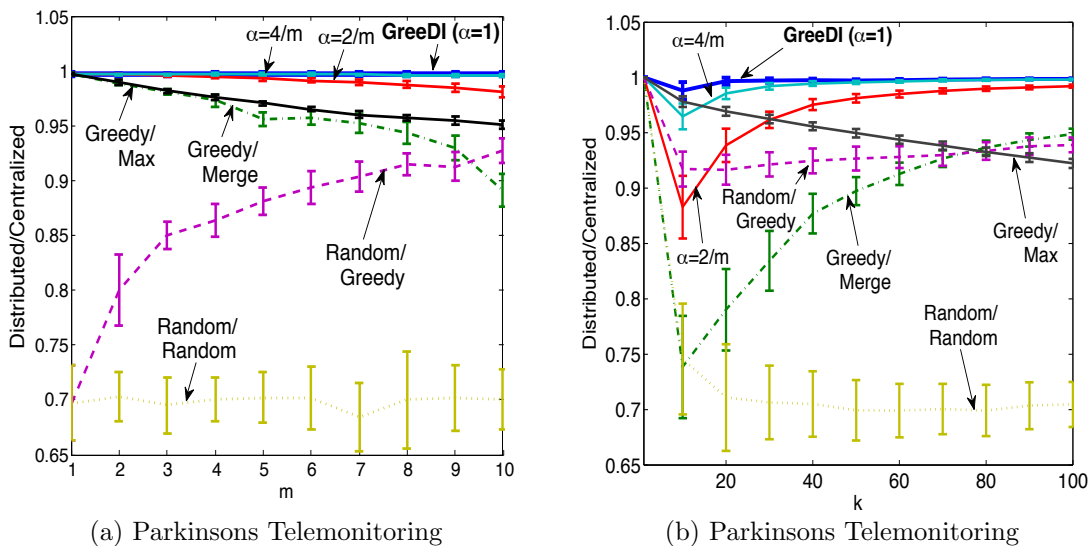 1.05
1
0.95
0.9
0.85
0.8
0.75
0.7
0.65
Distributed/Centralized
α=4/m
α=2/m
GreeDI (α=1)
Greedy/
Max
Greedy/
Merge
Random/
Greedy
Random/
Random
1 2 3 4 5 6 7 8 9 10
m
(a) Parkinsons Telemonitoring
1.05
1
0.95
0.9
0.85
0.8
0.75
0.7
0.65
Distributed/Centralized
α=4/m
GreeDI (α=1)
Random/
Greedy
α=2/m
Greedy/
Merge
Greedy/
Max
Random/
Random
20 40 60 80 100
k
(b) Parkinsons Telemonitoring